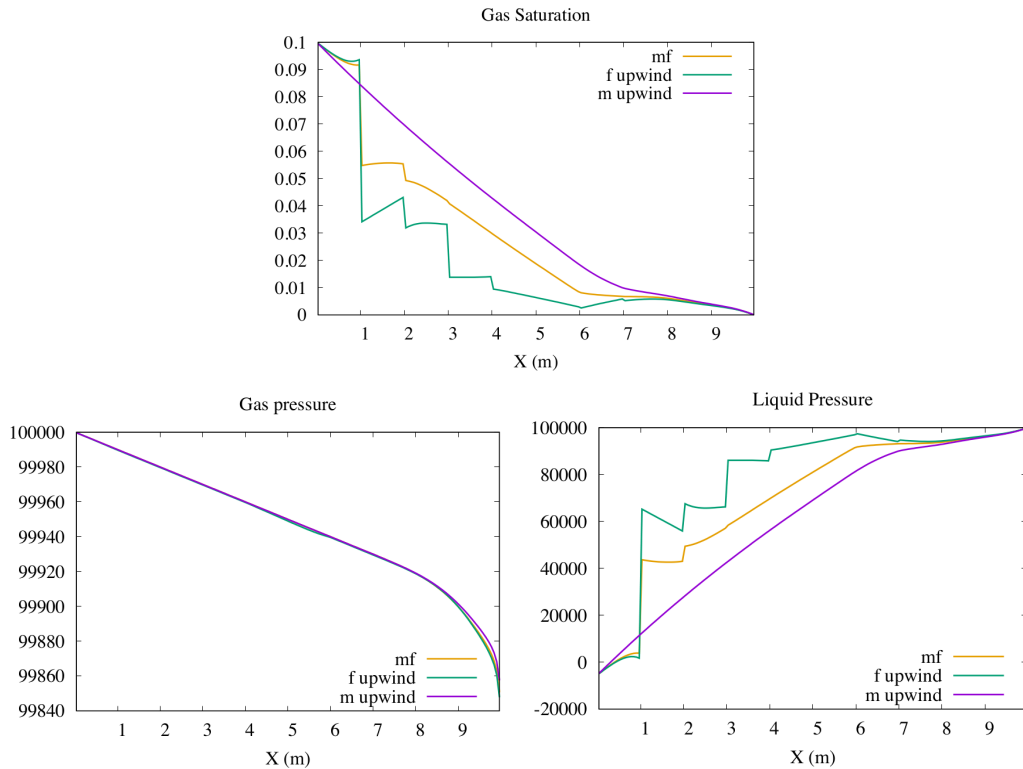 Gas Saturation
0.1
0.09
0.08
0.07
0.06
0.05
0.04
0.03
0.02
0.01
0
mf
f upwind
m upwind
1 2 3 4 5 6 7 8 9
X (m)
Gas pressure
100000
99980
99960
99940
99920
99900
99880
99860
99840
mf
f upwind
m upwind
1 2 3 4 5 6 7 8 9
X (m)
Liquid Pressure
100000
80000
60000
40000
20000
0
-20000
mf
f upwind
m upwind
1 2 3 4 5 6 7 8 9
X (m)